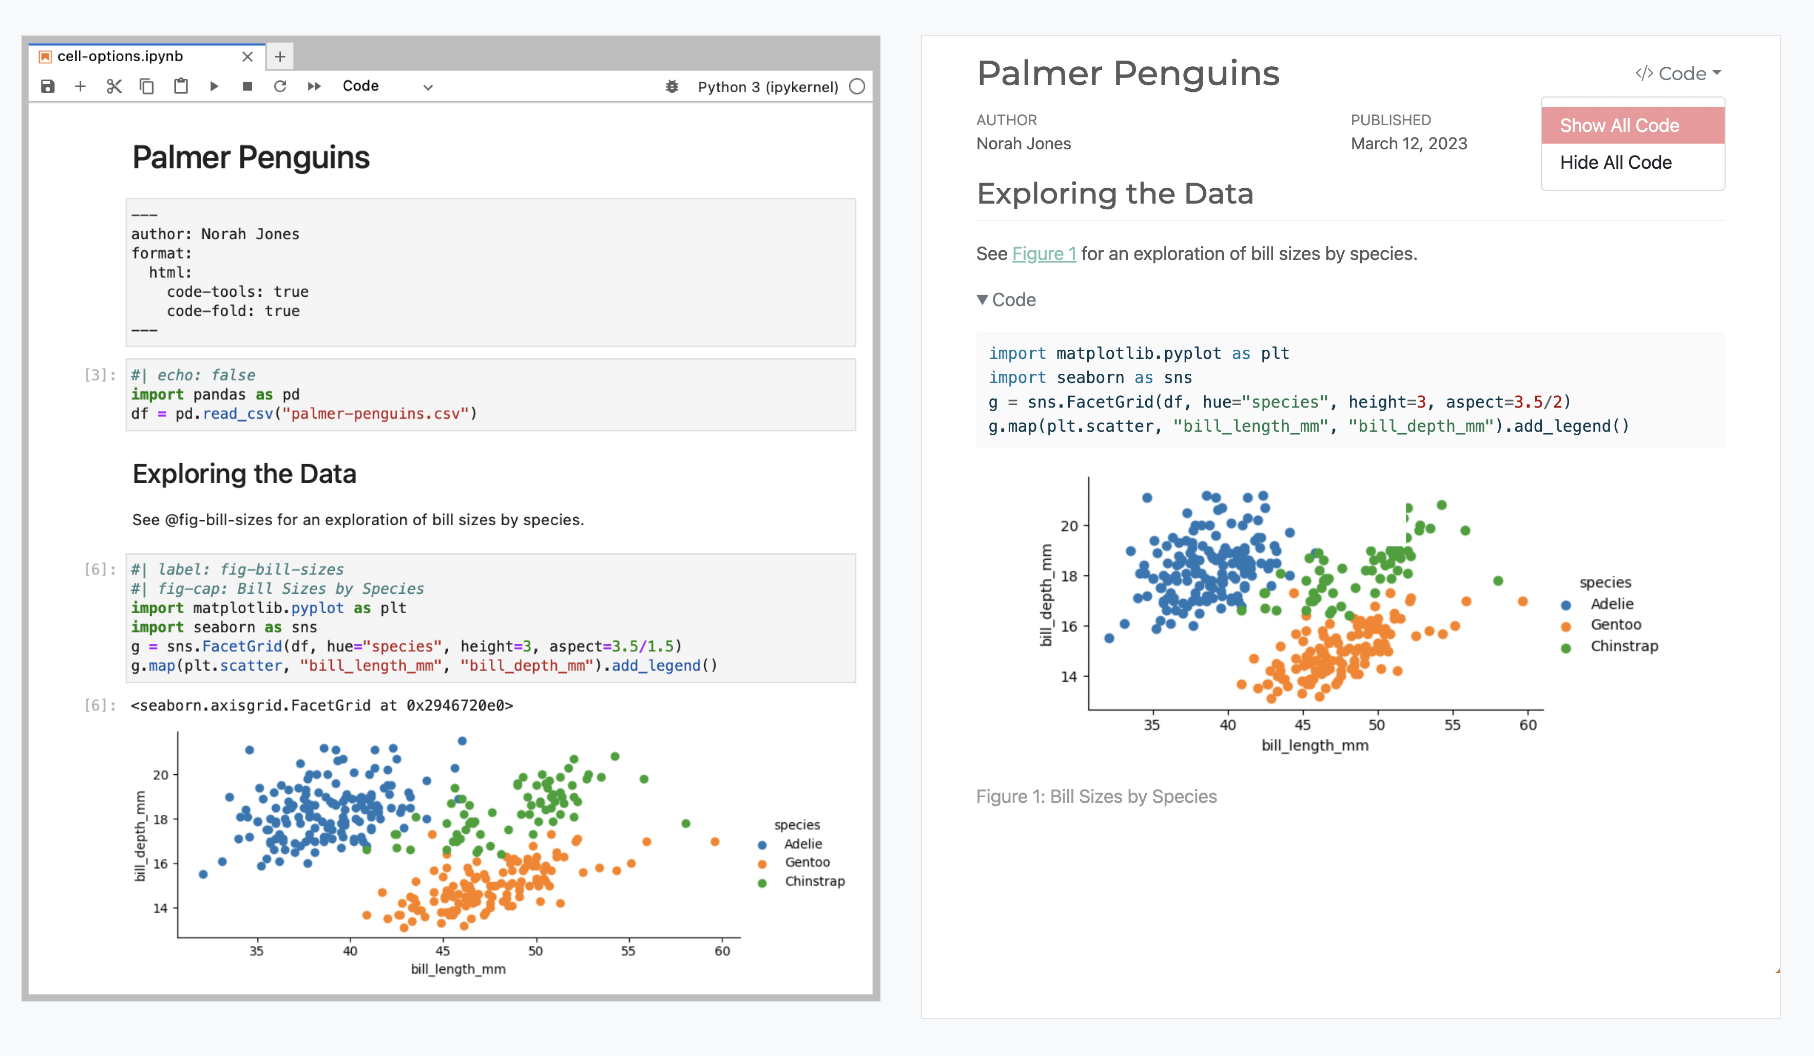 cell-options.ipynb
Code
Python 3 (ipykernel)
Palmer Penguins
---
author: Norah Jones
format:
  html:
    code-tools: true
    code-fold: true
---
[3]:
#| echo: false
import pandas as pd
df = pd.read_csv("palmer-penguins.csv")
Exploring the Data
See @fig-bill-sizes for an exploration of bill sizes by species.
[6]:
#| label: fig-bill-sizes
#| fig-cap: Bill Sizes by Species
import matplotlib.pyplot as plt
import seaborn as sns
g = sns.FacetGrid(df, hue="species", height=3, aspect=3.5/1.5)
g.map(plt.scatter, "bill_length_mm", "bill_depth_mm").add_legend()
[6]:
<seaborn.axisgrid.FacetGrid at 0x2946720e0>
20
18
16
14
bill_depth_mm
35 40 45 50 55 60
bill_length_mm
species
Adelie
Gentoo
Chinstrap
Palmer Penguins
</> Code
Show All Code
Hide All Code
AUTHOR
Norah Jones
PUBLISHED
March 12, 2023
Exploring the Data
See Figure 1 for an exploration of bill sizes by species.
Code
import matplotlib.pyplot as plt
import seaborn as sns
g = sns.FacetGrid(df, hue="species", height=3, aspect=3.5/2)
g.map(plt.scatter, "bill_length_mm", "bill_depth_mm").add_legend()
20
18
16
14
bill_depth_mm
35 40 45 50 55 60
bill_length_mm
species
Adelie
Gentoo
Chinstrap
Figure 1: Bill Sizes by Species